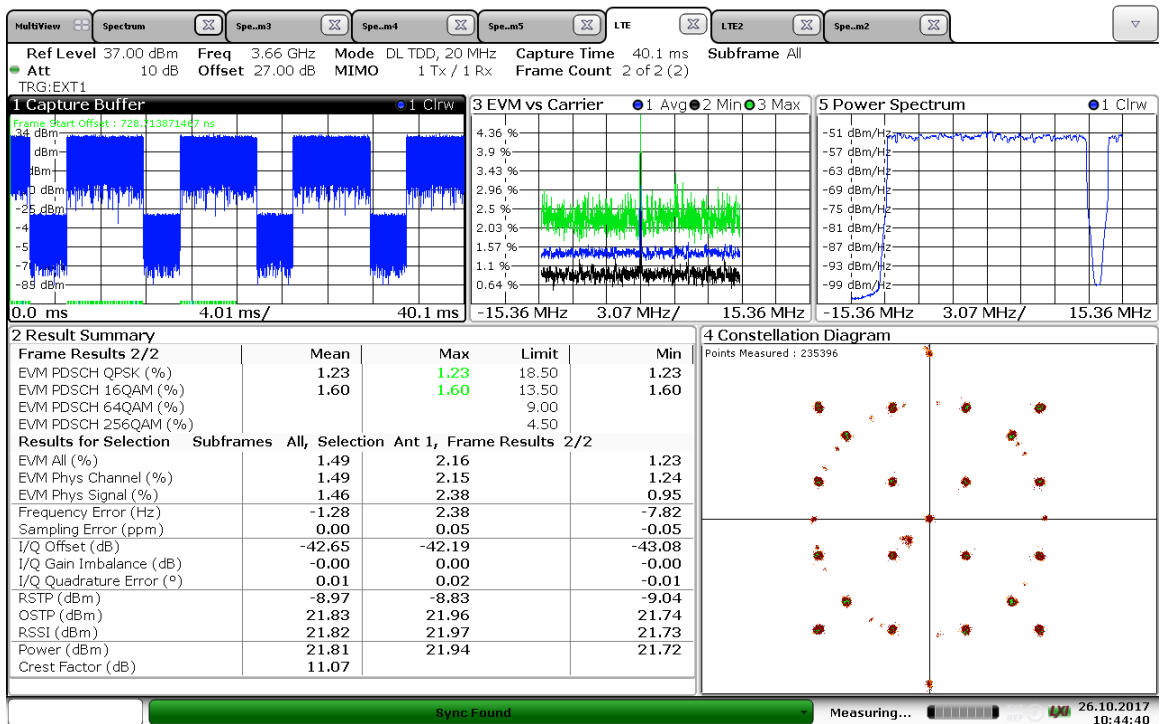 MultiView Spectrum Spe..m3 Spe..m4 Spe..m5 LTE LTE2 Spe..m2
Ref Level 37.00 dBm Freq 3.66 GHz Mode DL TDD, 20 MHz Capture Time 40.1 ms Subframe All
Att 10 dB Offset 27.00 dB MIMO 1 Tx / 1 Rx Frame Count 2 of 2 (2)
TRG:EXT1
1 Capture Buffer 1 Clrw
Frame Start Offset : 728.713871467 ns
34 dBm
dBm
dBm
dBm
-25 dBm
-85 dBm
0.0 ms 4.01 ms/ 40.1 ms
3 EVM vs Carrier 1 Avg 2 Min 3 Max
4.36 %
3.9 %
3.43 %
2.96 %
2.5 %
2.03 %
1.57 %
1.1 %
0.64 %
-15.36 MHz 3.07 MHz/ 15.36 MHz
5 Power Spectrum 1 Clrw
-51 dBm/Hz
-57 dBm/Hz
-63 dBm/Hz
-69 dBm/Hz
-75 dBm/Hz
-81 dBm/Hz
-87 dBm/Hz
-93 dBm/Hz
-99 dBm/Hz
-15.36 MHz 3.07 MHz/ 15.36 MHz
2 Result Summary
Frame Results 2/2 Mean Max Limit Min
EVM PDSCH QPSK (%) 1.23 1.23 18.50 1.23
EVM PDSCH 16QAM (%) 1.60 1.60 13.50 1.60
EVM PDSCH 64QAM (%) 9.00
EVM PDSCH 256QAM (%) 4.50
Results for Selection Subframes All, Selection Ant 1, Frame Results 2/2
EVM All (%) 1.49 2.16 1.23
EVM Phys Channel (%) 1.49 2.15 1.24
EVM Phys Signal (%) 1.46 2.38 0.95
Frequency Error (Hz) -1.28 2.38 -7.82
Sampling Error (ppm) 0.00 0.05 -0.05
I/Q Offset (dB) -42.65 -42.19 -43.08
I/Q Gain Imbalance (dB) -0.00 0.00 -0.00
I/Q Quadrature Error (°) 0.01 0.02 -0.01
RSTP (dBm) -8.97 -8.83 -9.04
OSTP (dBm) 21.83 21.96 21.74
RSSI (dBm) 21.82 21.97 21.73
Power (dBm) 21.81 21.94 21.72
Crest Factor (dB) 11.07
4 Constellation Diagram
Points Measured : 235396
Sync Found Measuring... REF LXI 26.10.2017
10:44:40